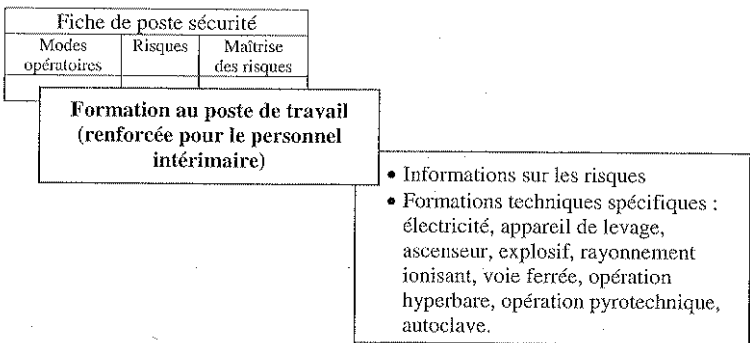 Fiche de poste sécurité
Modes opératoires
Risques
Maîtrise des risques
Formation au poste de travail
(renforcée pour le personnel
intérimaire)
• Informations sur les risques
• Formations techniques spécifiques :
électricité, appareil de levage,
ascenseur, explosif, rayonnement
ionisant, voie ferrée, opération
hyperbare, opération pyrotechnique,
autoclave.